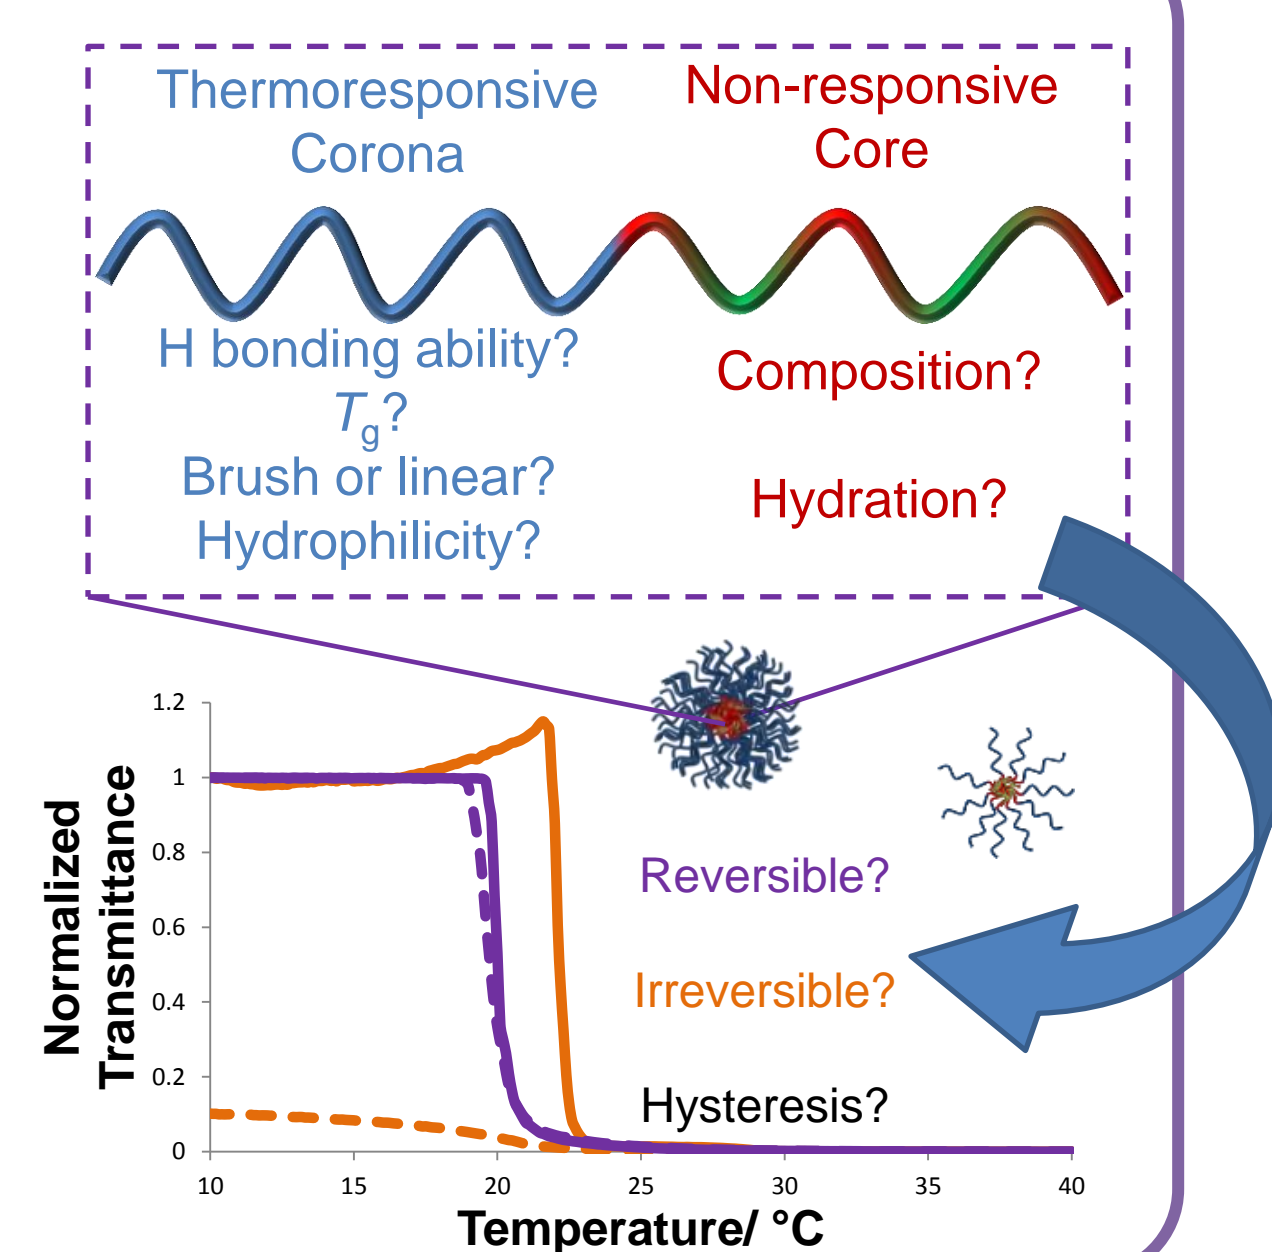 Thermoresponsive
Corona
Non-responsive
Core
H bonding ability?
Tg?
Brush or linear?
Hydrophilicity?
Composition?
Hydration?
Normalized
Transmittance
1.2
1
0.8
0.6
0.4
0.2
0
Reversible?
Irreversible?
Hysteresis?
10
15
20
25
30
35
40
Temperature/ °C